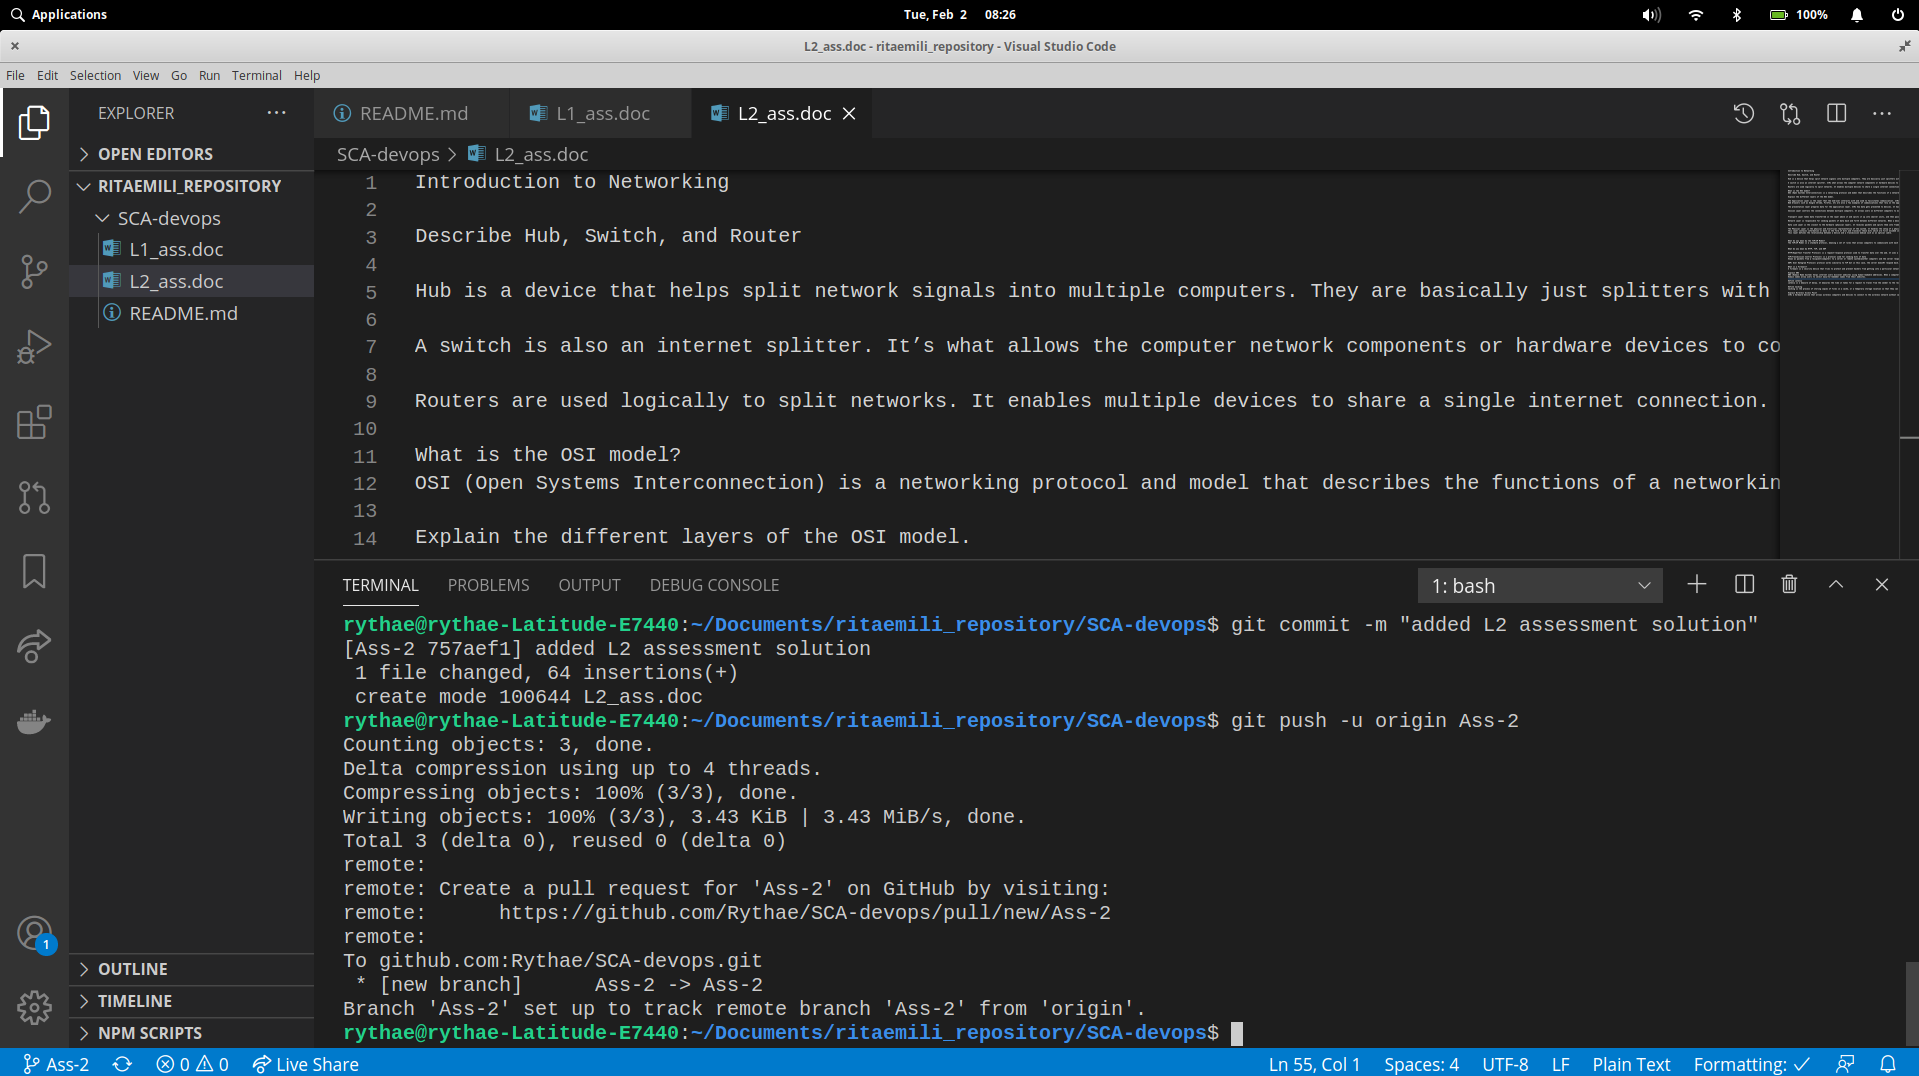 Applications
Tue, Feb 2 08:26
100%
L2_ass.doc - ritaemili_repository - Visual Studio Code
File Edit Selection View Go Run Terminal Help
EXPLORER
OPEN EDITORS
RITAEMILI_REPOSITORY
SCA-devops
L1_ass.doc
L2_ass.doc
README.md
OUTLINE
TIMELINE
NPM SCRIPTS
1
README.md L1_ass.doc L2_ass.doc
SCA-devops > L2_ass.doc
1 Introduction to Networking
2
3 Describe Hub, Switch, and Router
4
5 Hub is a device that helps split network signals into multiple computers. They are basically just splitters with
6
7 A switch is also an internet splitter. It’s what allows the computer network components or hardware devices to co
8
9 Routers are used logically to split networks. It enables multiple devices to share a single internet connection.
10
11 What is the OSI model?
12 OSI (Open Systems Interconnection) is a networking protocol and model that describes the functions of a networkin
13
14 Explain the different layers of the OSI model.
TERMINAL PROBLEMS OUTPUT DEBUG CONSOLE
1: bash
rythae@rythae-Latitude-E7440:~/Documents/ritaemili_repository/SCA-devops$ git commit -m "added L2 assessment solution"
[Ass-2 757aef1] added L2 assessment solution
1 file changed, 64 insertions(+)
create mode 100644 L2_ass.doc
rythae@rythae-Latitude-E7440:~/Documents/ritaemili_repository/SCA-devops$ git push -u origin Ass-2
Counting objects: 3, done.
Delta compression using up to 4 threads.
Compressing objects: 100% (3/3), done.
Writing objects: 100% (3/3), 3.43 KiB | 3.43 MiB/s, done.
Total 3 (delta 0), reused 0 (delta 0)
remote:
remote: Create a pull request for 'Ass-2' on GitHub by visiting:
remote: https://github.com/Rythae/SCA-devops/pull/new/Ass-2
remote:
To github.com:Rythae/SCA-devops.git
* [new branch] Ass-2 -> Ass-2
Branch 'Ass-2' set up to track remote branch 'Ass-2' from 'origin'.
rythae@rythae-Latitude-E7440:~/Documents/ritaemili_repository/SCA-devops$
Ass-2 0 0 Live Share Ln 55, Col 1 Spaces: 4 UTF-8 LF Plain Text Formatting: ✓